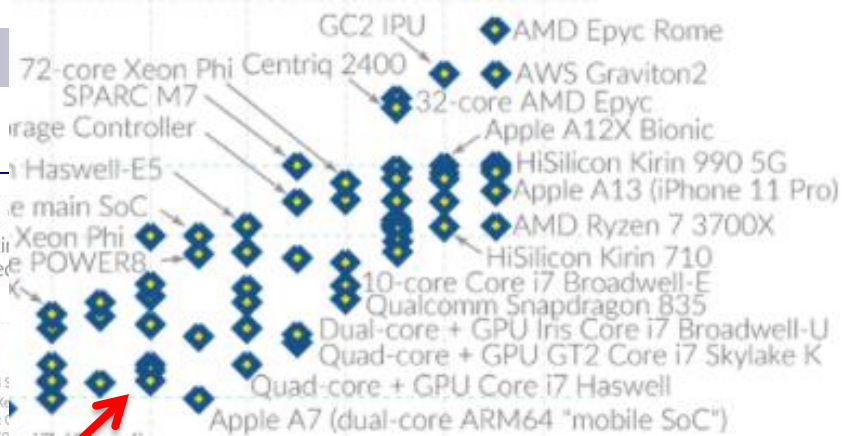 GC2 IPU
AMD Epyc Rome
72-core Xeon Phi
Centriq 2400
AWS Graviton2
SPARC M7
32-core AMD Epyc
rage Controller
Apple A12X Bionic
Haswell-E5
HiSilicon Kirin 990 5G
e main SoC
Apple A13 (iPhone 11 Pro)
Xeon Phi
AMD Ryzen 7 3700X
e POWER8
HiSilicon Kirin 710
10-core Core i7 Broadwell-E
Qualcomm Snapdragon 835
Dual-core + GPU Iris Core i7 Broadwell-U
Quad-core + GPU GT2 Core i7 Skylake K
Quad-core + GPU Core i7 Haswell
Apple A7 (dual-core ARM64 "mobile SoC")